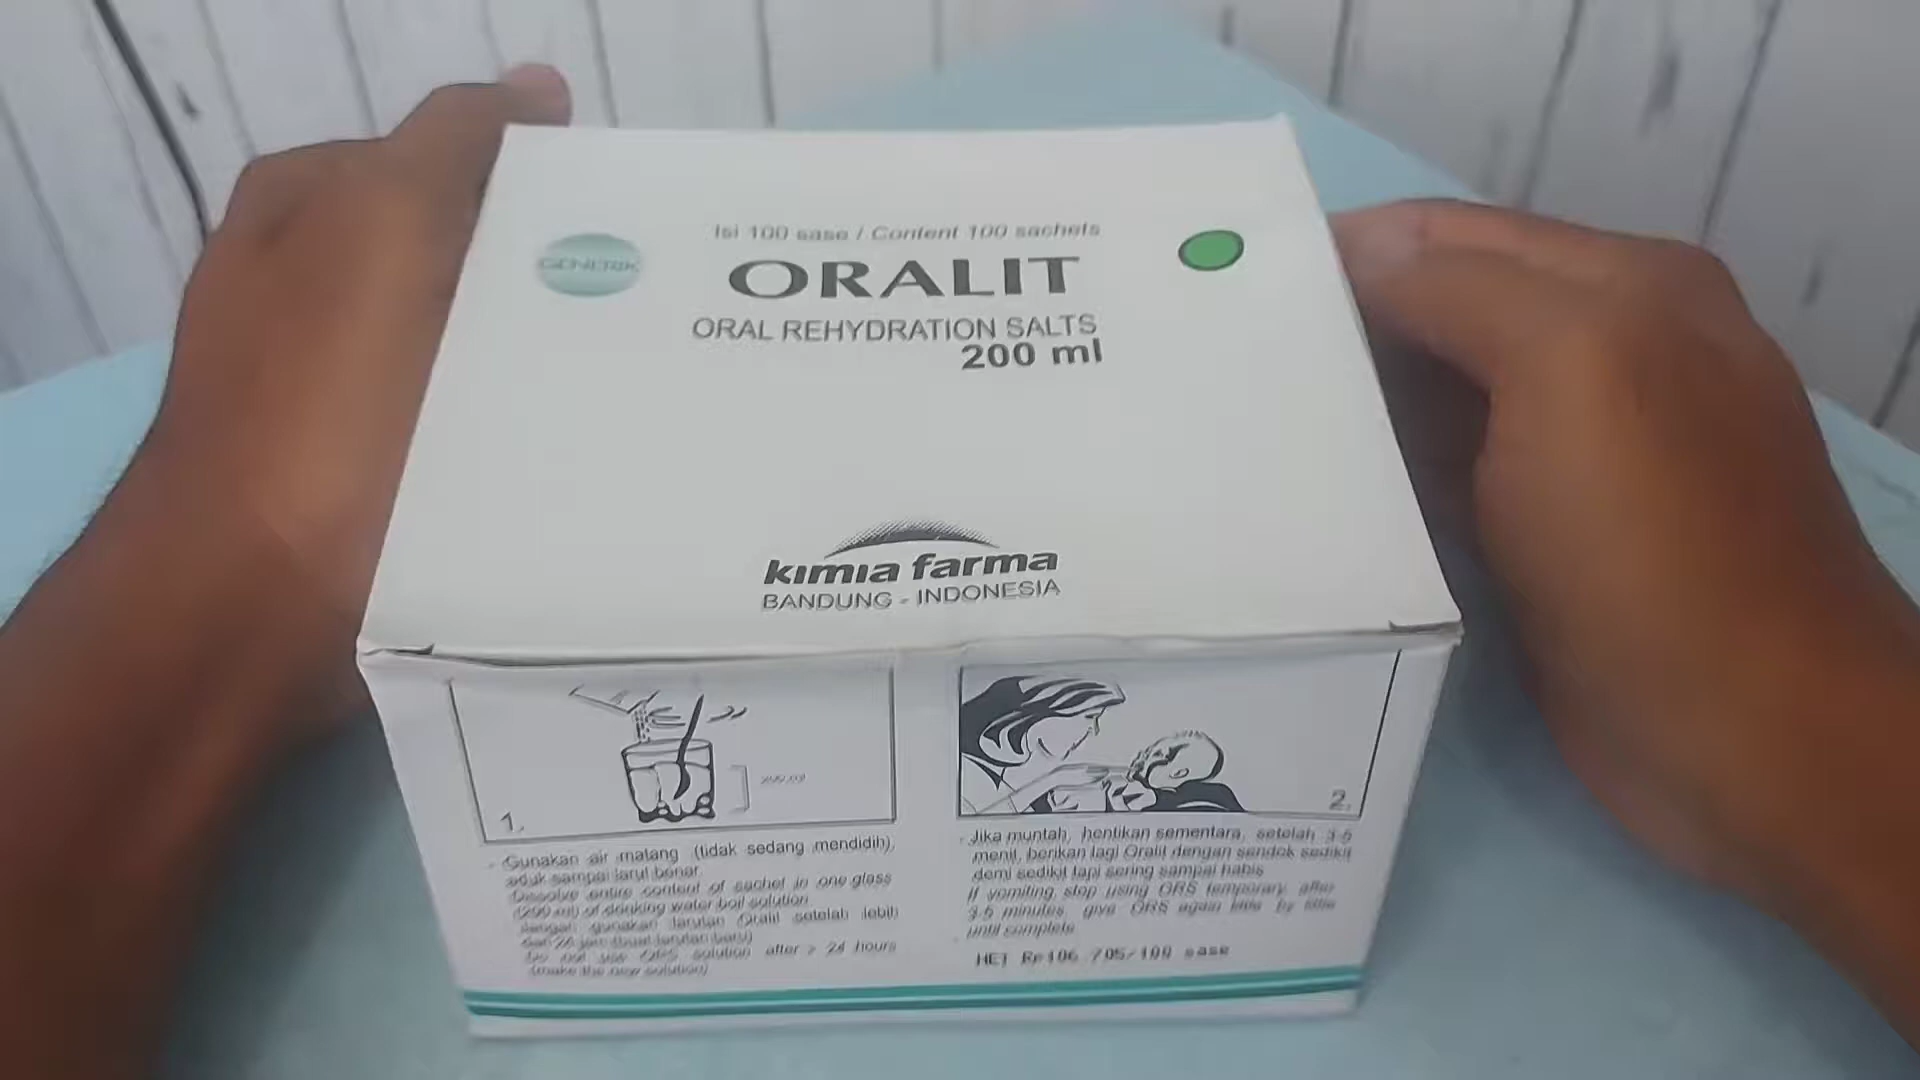 Isi 100 sase / Content 100 sachets
GENERIK
ORALIT
ORAL REHYDRATION SALTS
200 ml
kimia farma
BANDUNG - INDONESIA
200 ml
1.
Gunakan air matang (tidak sedang mendidih),
aduk sampai larut benar
Dissolve entire content of sachet in one glass
(200 ml) of drinking water boil solution
Jangan gunakan larutan Oralit setelah lebih
dari 24 jam (buat larutan baru)
Do not use ORS solution after > 24 hours
(make the new solution)
2.
Jika muntah, hentikan sementara, setelah 3-5
menit, berikan lagi Oralit dengan sendok sedikit
demi sedikit tapi sering sampai habis
If vomiting, stop using ORS temporary, after
3-5 minutes, give ORS again little by little
until complete
HET Rp106 705/100 sase